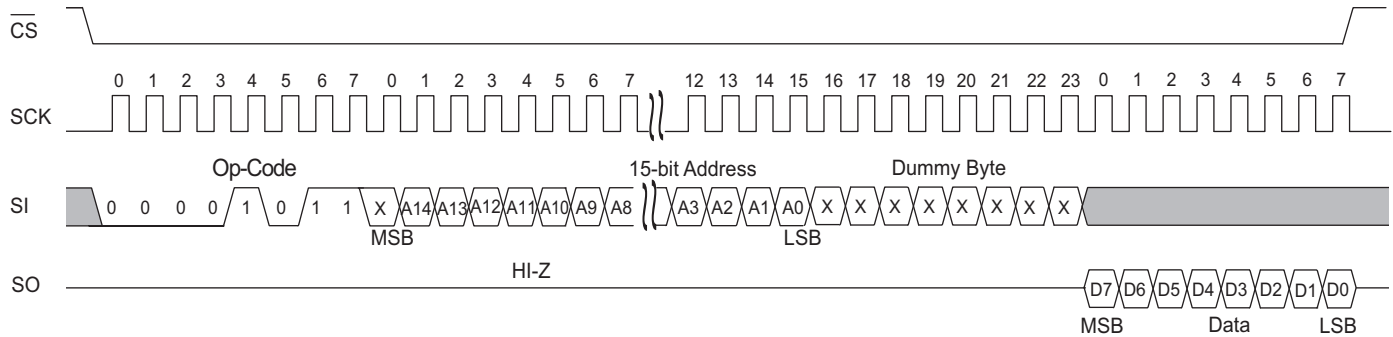 CS
0 1 2 3 4 5 6 7 0 1 2 3 4 5 6 7 12 13 14 15 16 17 18 19 20 21 22 23 0 1 2 3 4 5 6 7
SCK
Op-Code 15-bit Address Dummy Byte
SI 0 0 0 0 1 0 1 1 X A14 A13 A12 A11 A10 A9 A8 A3 A2 A1 A0 X X X X X X X X
MSB LSB
HI-Z
SO D7 D6 D5 D4 D3 D2 D1 D0
MSB Data LSB